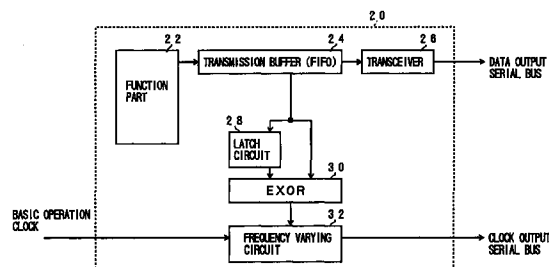 20
22
24
26
FUNCTION
PART
TRANSMISSION BUFFER (FIFO)
TRANSCEIVER
DATA OUTPUT
SERIAL BUS
28
LATCH
CIRCUIT
30
EXOR
BASIC OPERATION
CLOCK
32
FREQUENCY VARYING
CIRCUIT
CLOCK OUTPUT
SERIAL BUS